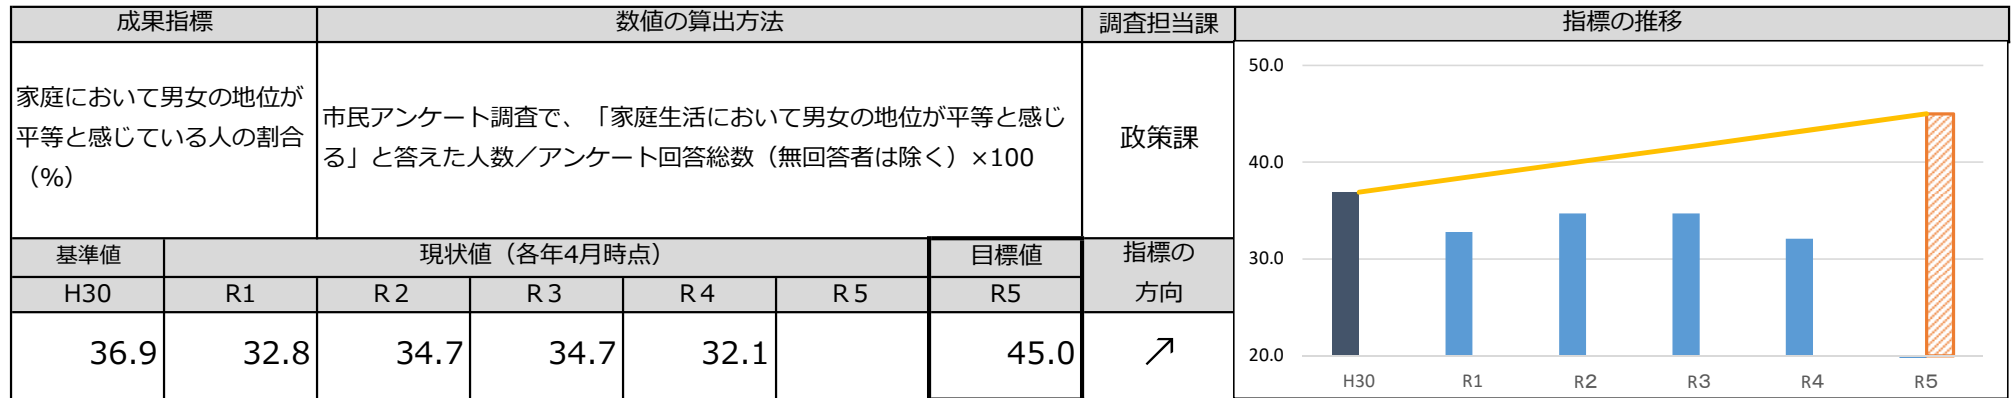 成果指標 数値の算出方法 調査担当課 指標の推移
家庭において男女の地位が
平等と感じている人の割合
（%）
市民アンケート調査で、「家庭生活において男女の地位が平等と感じ
る」と答えた人数／アンケート回答総数（無回答者は除く）×100
政策課
基準値 現状値（各年4月時点） 目標値 指標の
方向
H30 R1 R２ R３ R４ R５ R5
36.9 32.8 34.7 34.7 32.1 45.0 ↗
50.0
40.0
30.0
20.0
H30 R1 R２ R３ R４ R５